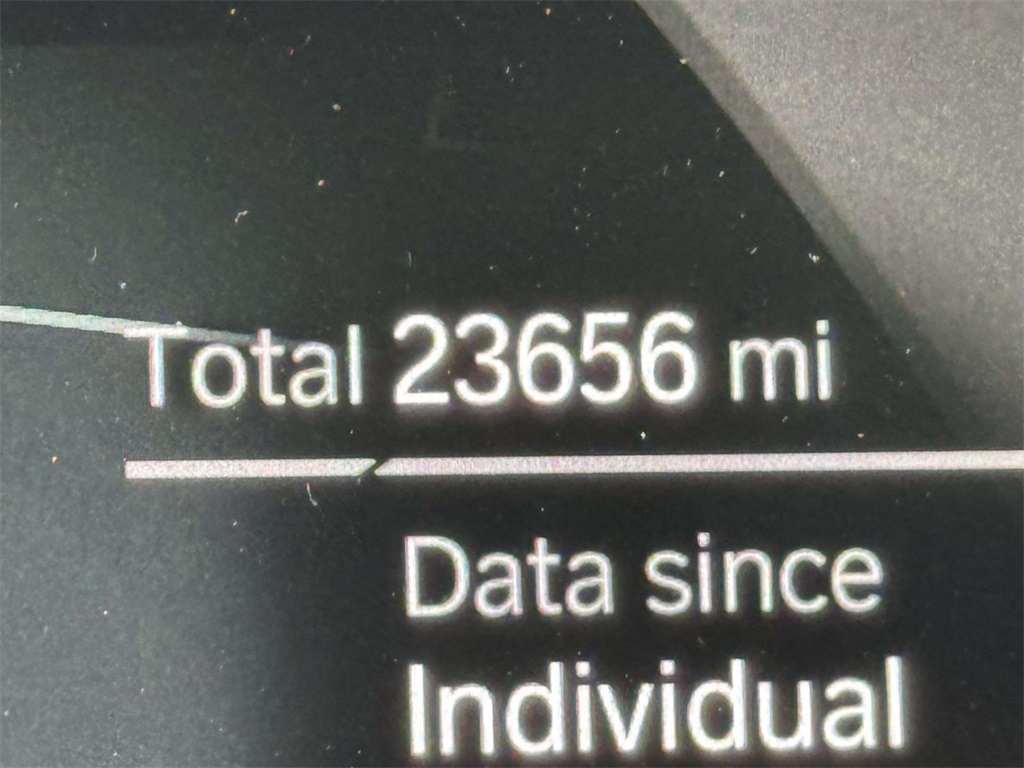 Total 23656 mi
Data since
Individual